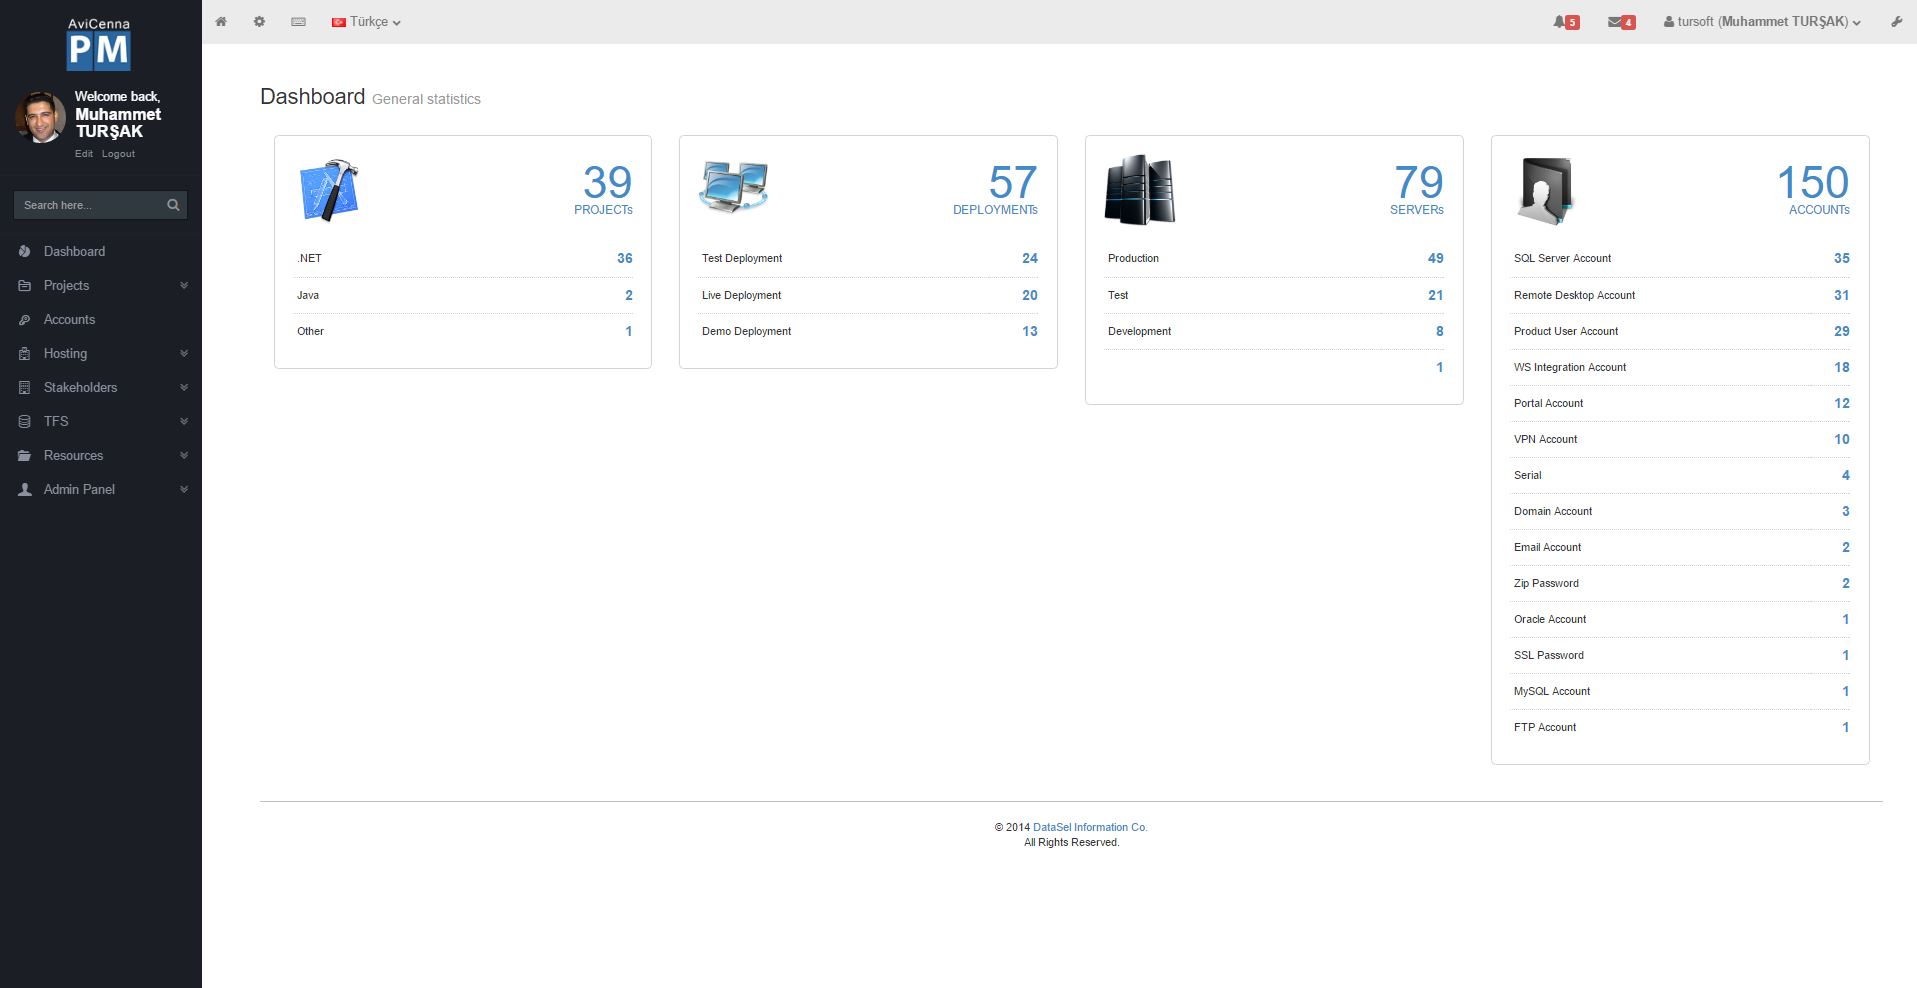 AviCenna
PM
Welcome back,
Muhammet
TURŞAK
Edit Logout
Search here...
Dashboard
Projects
Accounts
Hosting
Stakeholders
TFS
Resources
Admin Panel
Türkçe
5
4
tursoft (Muhammet TURŞAK)
Dashboard General statistics
39
PROJECTs
.NET 36
Java 2
Other 1
57
DEPLOYMENTs
Test Deployment 24
Live Deployment 20
Demo Deployment 13
79
SERVERs
Production 49
Test 21
Development 8
1
150
ACCOUNTs
SQL Server Account 35
Remote Desktop Account 31
Product User Account 29
WS Integration Account 18
Portal Account 12
VPN Account 10
Serial 4
Domain Account 3
Email Account 2
Zip Password 2
Oracle Account 1
SSL Password 1
MySQL Account 1
FTP Account 1
© 2014 DataSel Information Co.
All Rights Reserved.